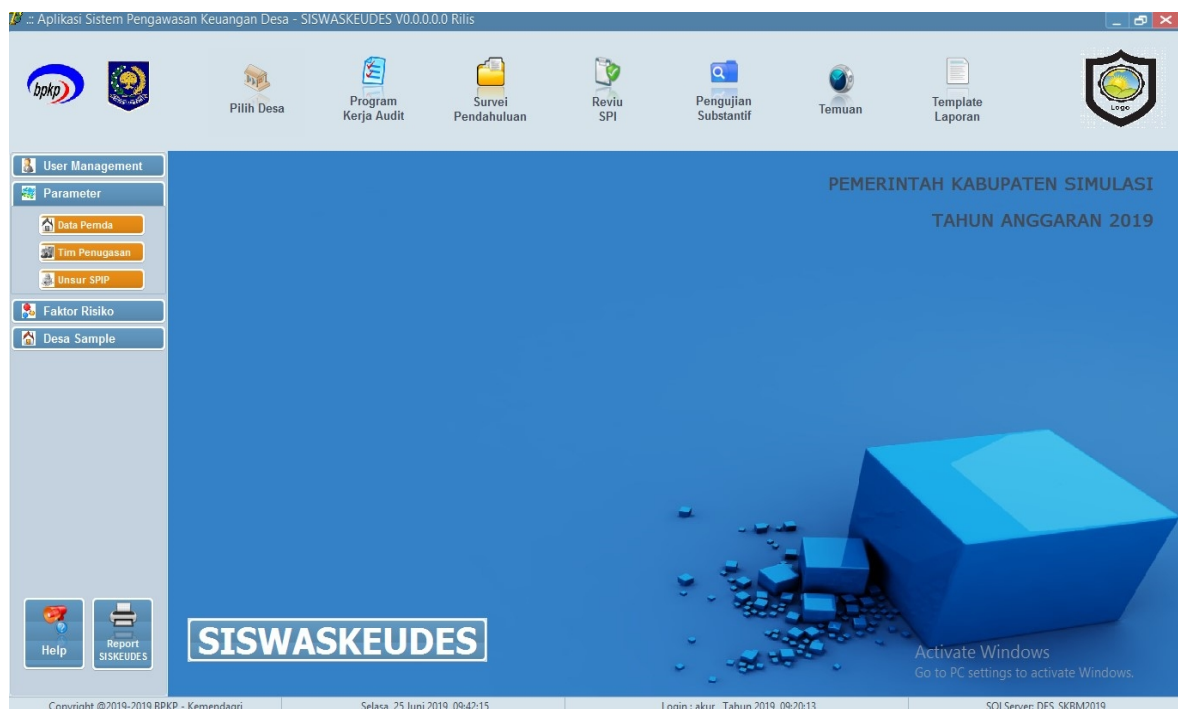 .:: Aplikasi Sistem Pengawasan Keuangan Desa - SISWASKEUDES V0.0.0.0.0 Rilis
bpkp
Pilih Desa
Program
Kerja Audit
Survei
Pendahuluan
Reviu
SPI
Pengujian
Substantif
Temuan
Template
Laporan
Logo
User Management
Parameter
Data Pemda
Tim Penugasan
Unsur SPIP
Faktor Risiko
Desa Sample
PEMERINTAH KABUPATEN SIMULASI
TAHUN ANGGARAN 2019
Help
Report
SISKEUDES
SISWASKEUDES
Activate Windows
Go to PC settings to activate Windows.
Copyright @2019-2019 BPKP - Kemendagri
Selasa, 25 Juni 2019, 09:42:15
Login : akur, Tahun 2019, 09:20:13
SQLServer: DFS_SKBM2019